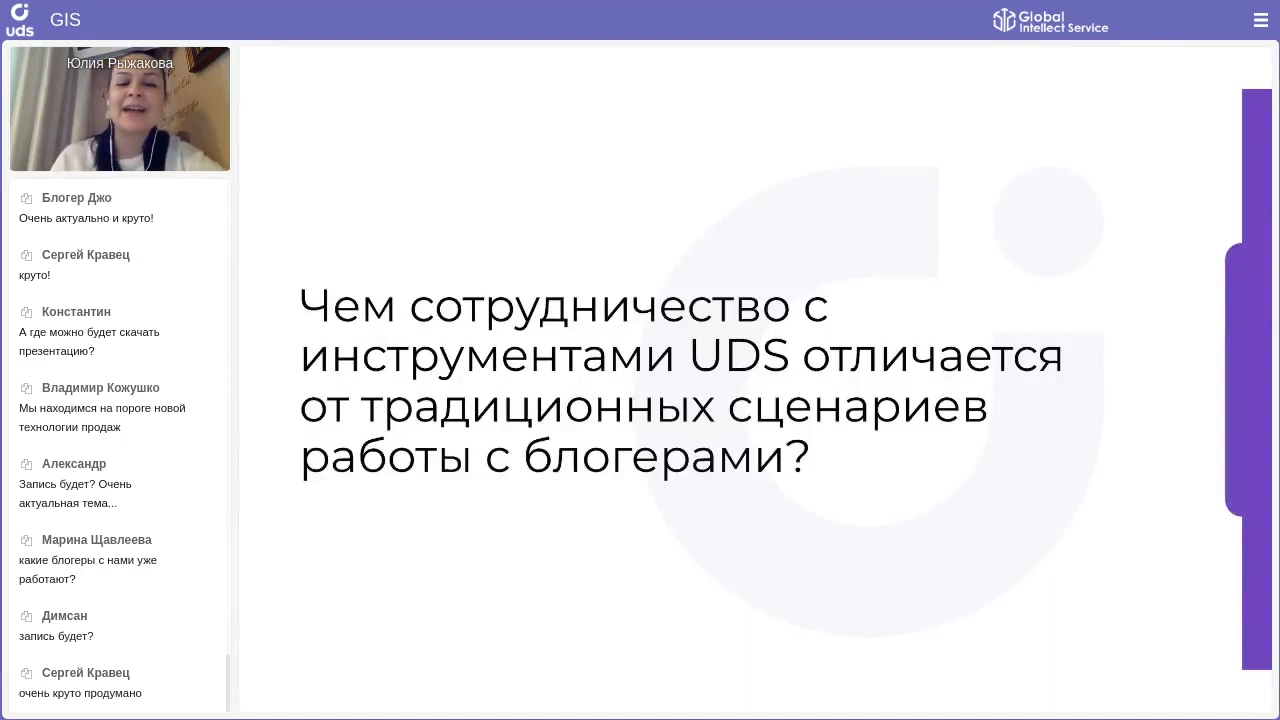 uds
GIS
Global
Intellect Service
Юлия Рыжакова
Блогер Джо
Очень актуально и круто!
Сергей Кравец
круто!
Константин
А где можно будет скачать
презентацию?
Владимир Кожушко
Мы находимся на пороге новой
технологии продаж
Александр
Запись будет? Очень
актуальная тема...
Марина Щавлеева
какие блогеры с нами уже
работают?
Димсан
запись будет?
Сергей Кравец
очень круто продумано
Чем сотрудничество с
инструментами UDS отличается
от традиционных сценариев
работы с блогерами?